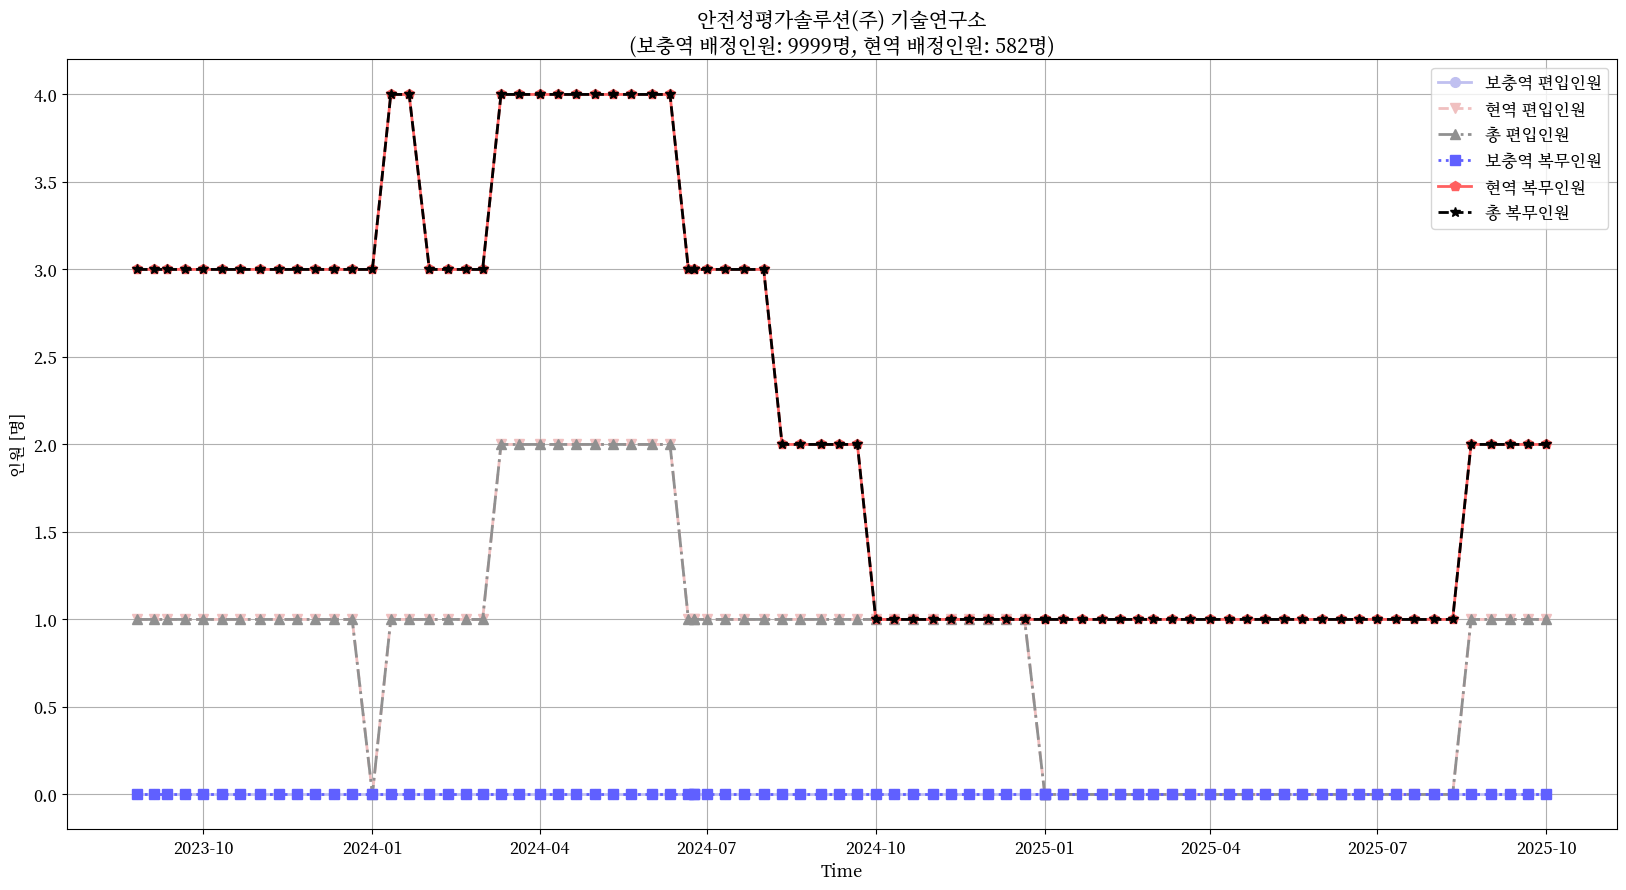 안전성평가솔루션(주) 기술연구소
(보충역 배정인원: 9999명, 현역 배정인원: 582명)
보충역 편입인원
현역 편입인원
총 편입인원
보충역 복무인원
현역 복무인원
총 복무인원
인원 [명]
4.0
3.5
3.0
2.5
2.0
1.5
1.0
0.5
0.0
2023-10
2024-01
2024-04
2024-07
2024-10
2025-01
2025-04
2025-07
2025-10
Time